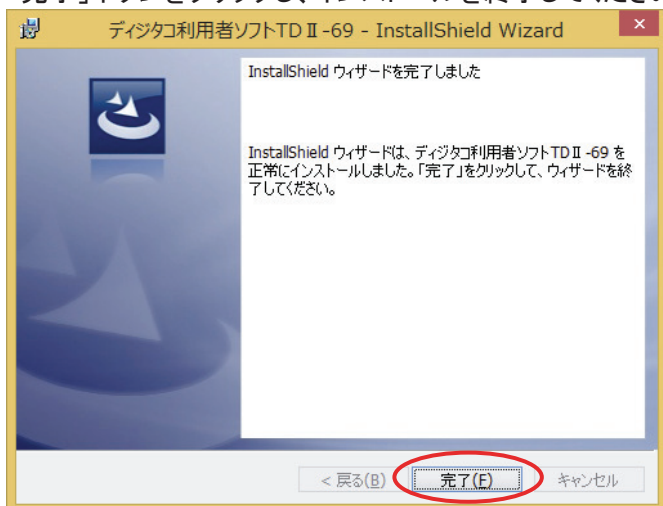 ディジタコ利用者ソフトTDⅡ-69 - InstallShield Wizard
InstallShield ウィザードを完了しました
InstallShield ウィザードは、ディジタコ利用者ソフトTDⅡ-69 を
正常にインストールしました。「完了」をクリックして、ウィザードを終
了してください。
< 戻る(B)
完了(F)
キャンセル